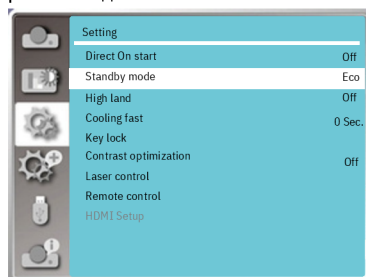 Setting
Direct On start Off
Standby mode Eco
High land Off
Cooling fast 0 Sec.
Key lock
Contrast optimization Off
Laser control
Remote control
HDMI Setup